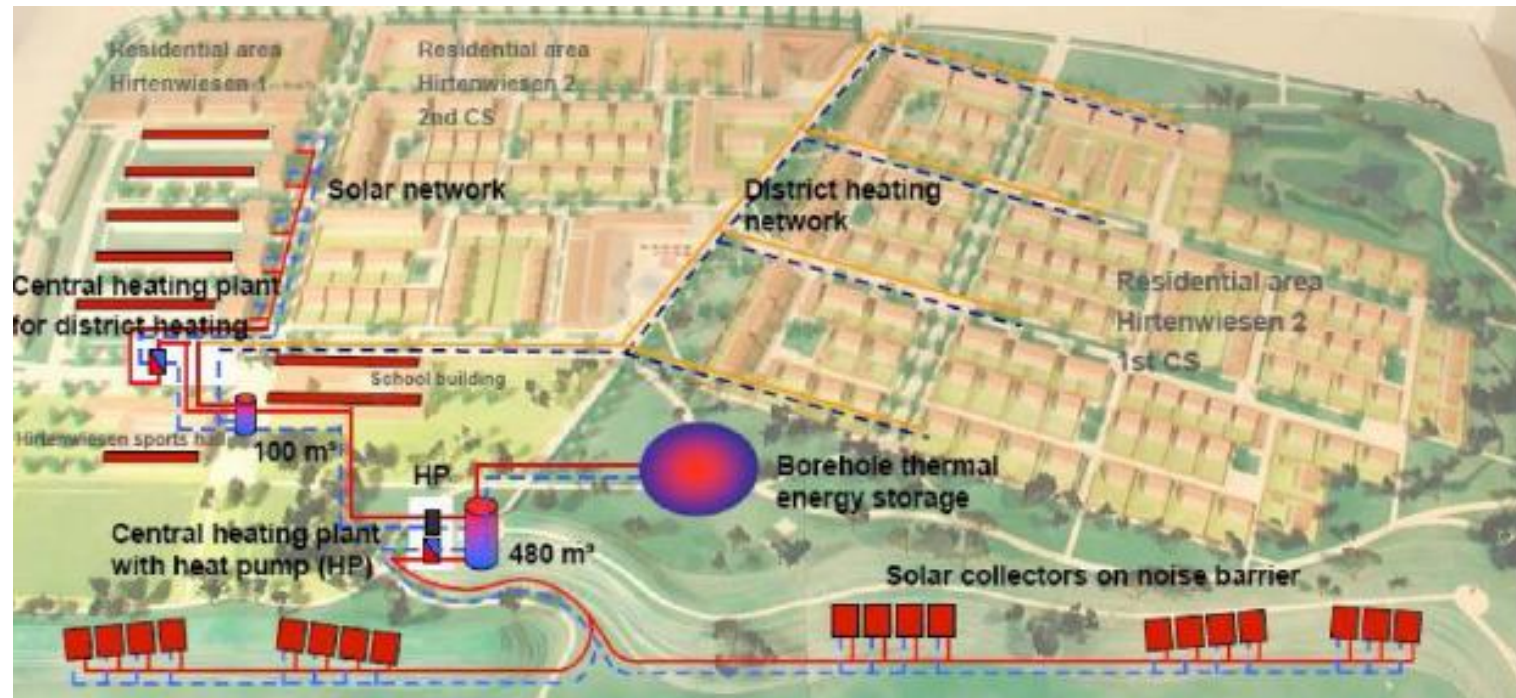 Residential area
Hirtenwiesen 1
Residential area
Hirtenwiesen 2
2nd CS
Solar network
District heating
network
Central heating plant
for district heating
Residential area
Hirtenwiesen 2
1st CS
School building
Hirtenwiesen sports hall
100 m³
HP
Borehole thermal
energy storage
Central heating plant
with heat pump (HP)
480 m³
Solar collectors on noise barrier